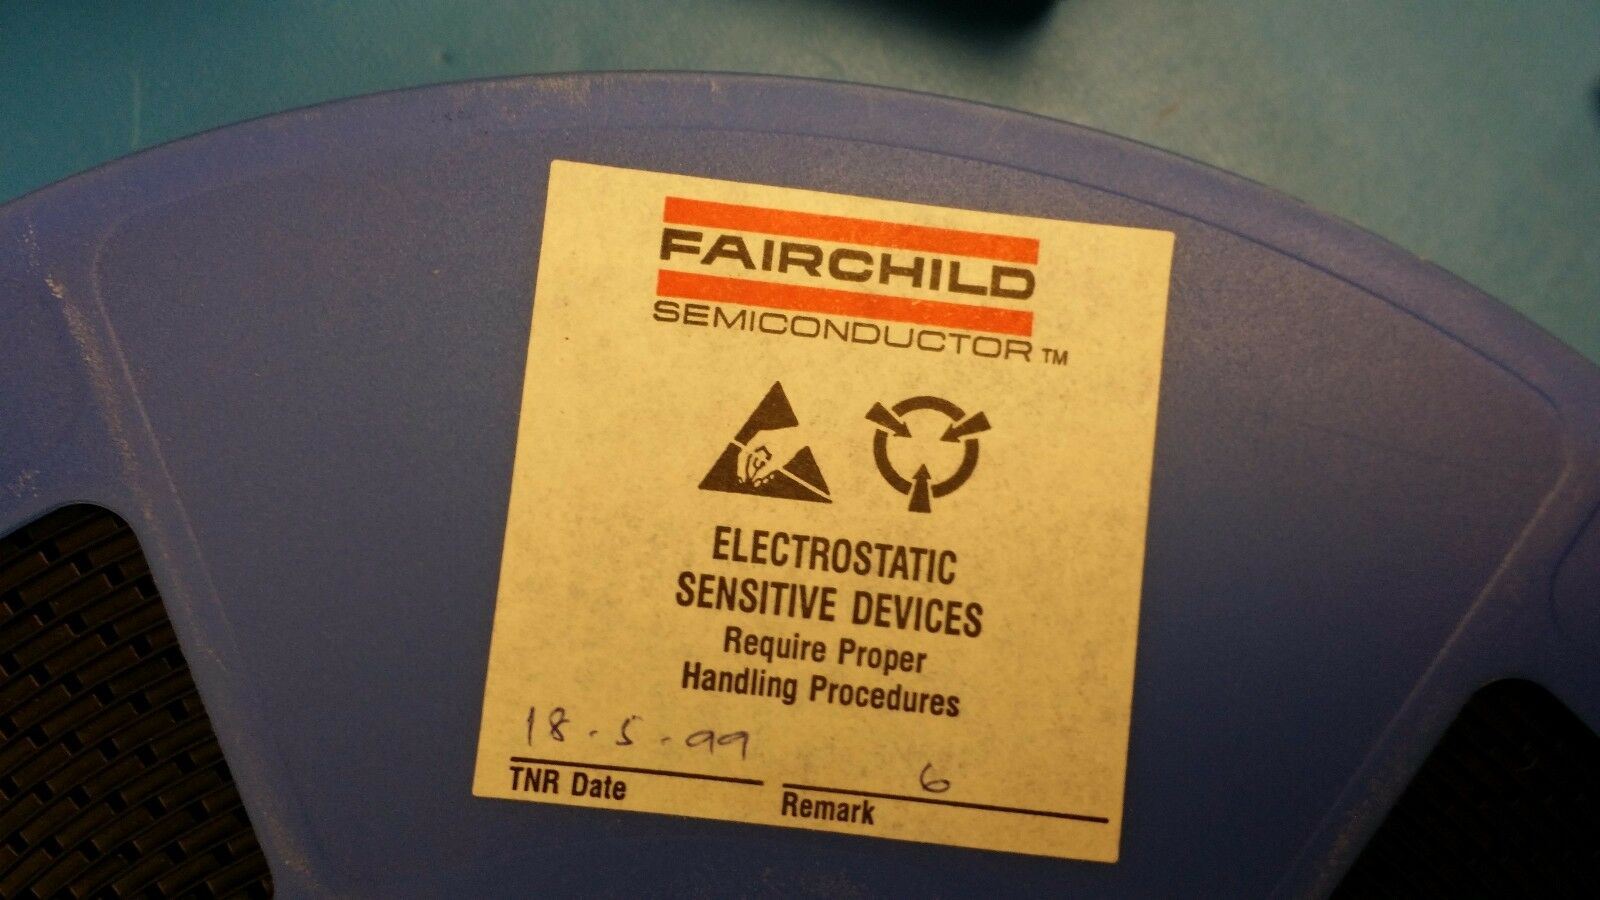 FAIRCHILD
SEMICONDUCTOR™
ELECTROSTATIC
SENSITIVE DEVICES
Require Proper
Handling Procedures
18.5.99 6
TNR Date Remark